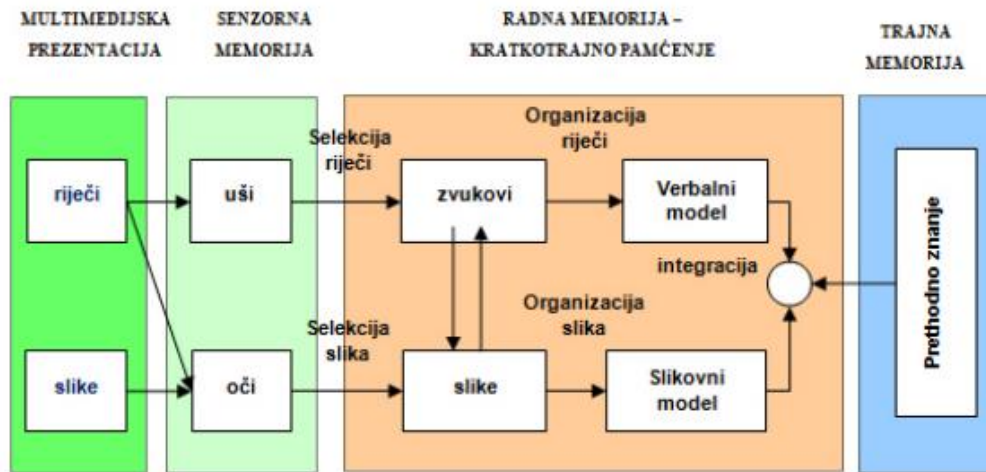 MULTIMEDIJSKA
PREZENTACIJA
SENZORNA
MEMORIJA
RADNA MEMORIJA –
KRATKOTRAJNO PAMĆENJE
TRAJNA
MEMORIJA
riječi
uši
Selekcija
riječi
zvukovi
Organizacija
riječi
Verbalni
model
integracija
Prethodno znanje
slike
oči
Selekcija
slika
slike
Organizacija
slika
Slikovni
model